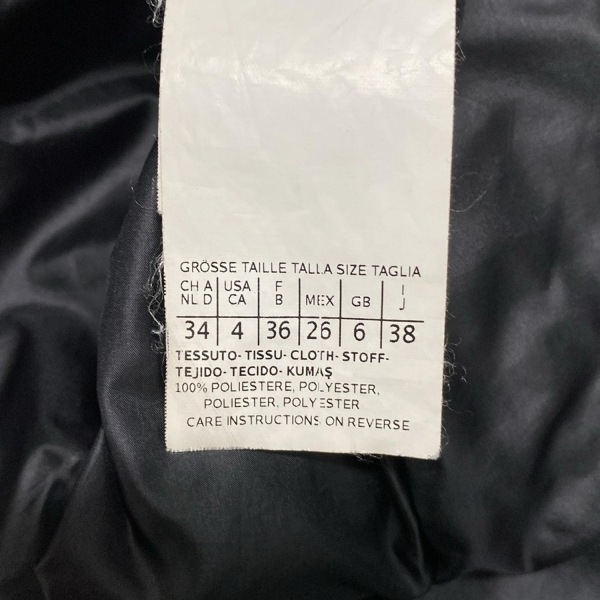 GRÖSSE TAILLE TALLA SIZE TAGLIA
CH A USA F I
NL D CA B MEX GB J
34 4 36 26 6 38
TESSUTO- TISSU- CLOTH- STOFF-
TEJIDO- TECIDO- KUMAŞ
100% POLIESTERE, POLYESTER,
POLIESTER, POLYESTER
CARE INSTRUCTIONS ON REVERSE